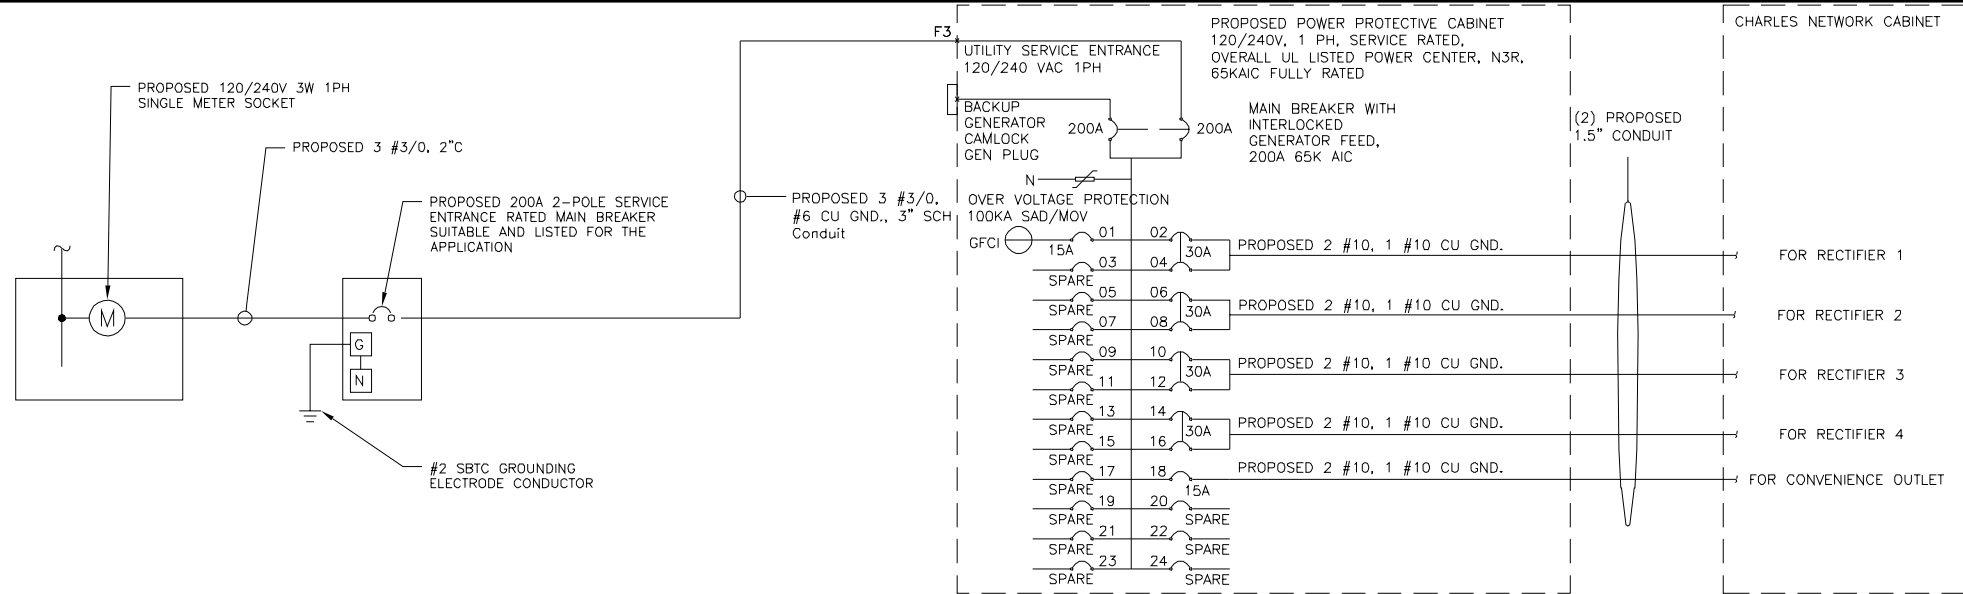 PROPOSED 120/240V 3W 1PH
SINGLE METER SOCKET
PROPOSED 3 #3/0, 2"C
PROPOSED 200A 2-POLE SERVICE
ENTRANCE RATED MAIN BREAKER
SUITABLE AND LISTED FOR THE
APPLICATION
M
G
N
#2 SBTC GROUNDING
ELECTRODE CONDUCTOR
PROPOSED 3 #3/0,
#6 CU GND., 3" SCH
Conduit
F3
UTILITY SERVICE ENTRANCE
120/240 VAC 1PH
BACKUP
GENERATOR
CAMLOCK
GEN PLUG
PROPOSED POWER PROTECTIVE CABINET
120/240V, 1 PH, SERVICE RATED,
OVERALL UL LISTED POWER CENTER, N3R,
65KAIC FULLY RATED
200A
200A
MAIN BREAKER WITH
INTERLOCKED
GENERATOR FEED,
200A 65K AIC
N
OVER VOLTAGE PROTECTION
100KA SAD/MOV
GFCI
15A
01 02
30A
PROPOSED 2 #10, 1 #10 CU GND.
FOR RECTIFIER 1
03 04
SPARE
05 06
SPARE
30A
PROPOSED 2 #10, 1 #10 CU GND.
FOR RECTIFIER 2
07 08
SPARE
09 10
SPARE
30A
PROPOSED 2 #10, 1 #10 CU GND.
FOR RECTIFIER 3
11 12
SPARE
13 14
SPARE
30A
PROPOSED 2 #10, 1 #10 CU GND.
FOR RECTIFIER 4
15 16
SPARE
17 18
SPARE
15A
PROPOSED 2 #10, 1 #10 CU GND.
FOR CONVENIENCE OUTLET
19 20
SPARE SPARE
21 22
SPARE SPARE
23 24
SPARE SPARE
(2) PROPOSED
1.5" CONDUIT
CHARLES NETWORK CABINET